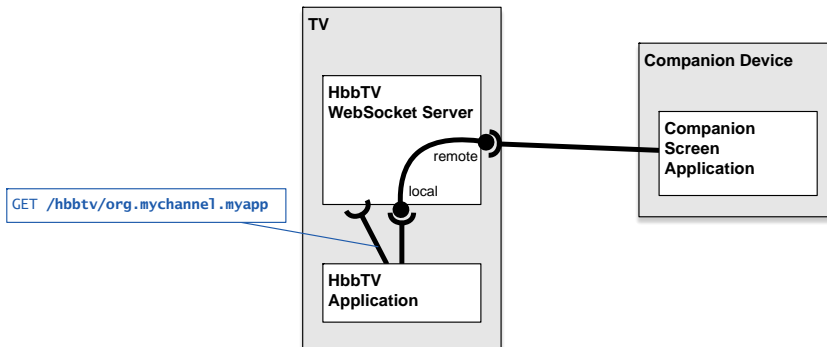 TV
HbbTV
WebSocket Server
remote
local
GET /hbbtv/org.mychannel.myapp
HbbTV
Application
Companion Device
Companion
Screen
Application